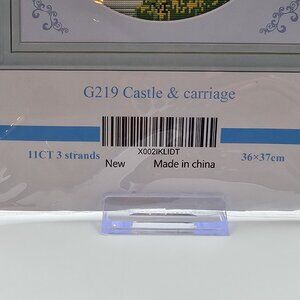 G219 Castle & carriage
X002IKLIDT
11CT 3 strands
New Made in china
36×37cm